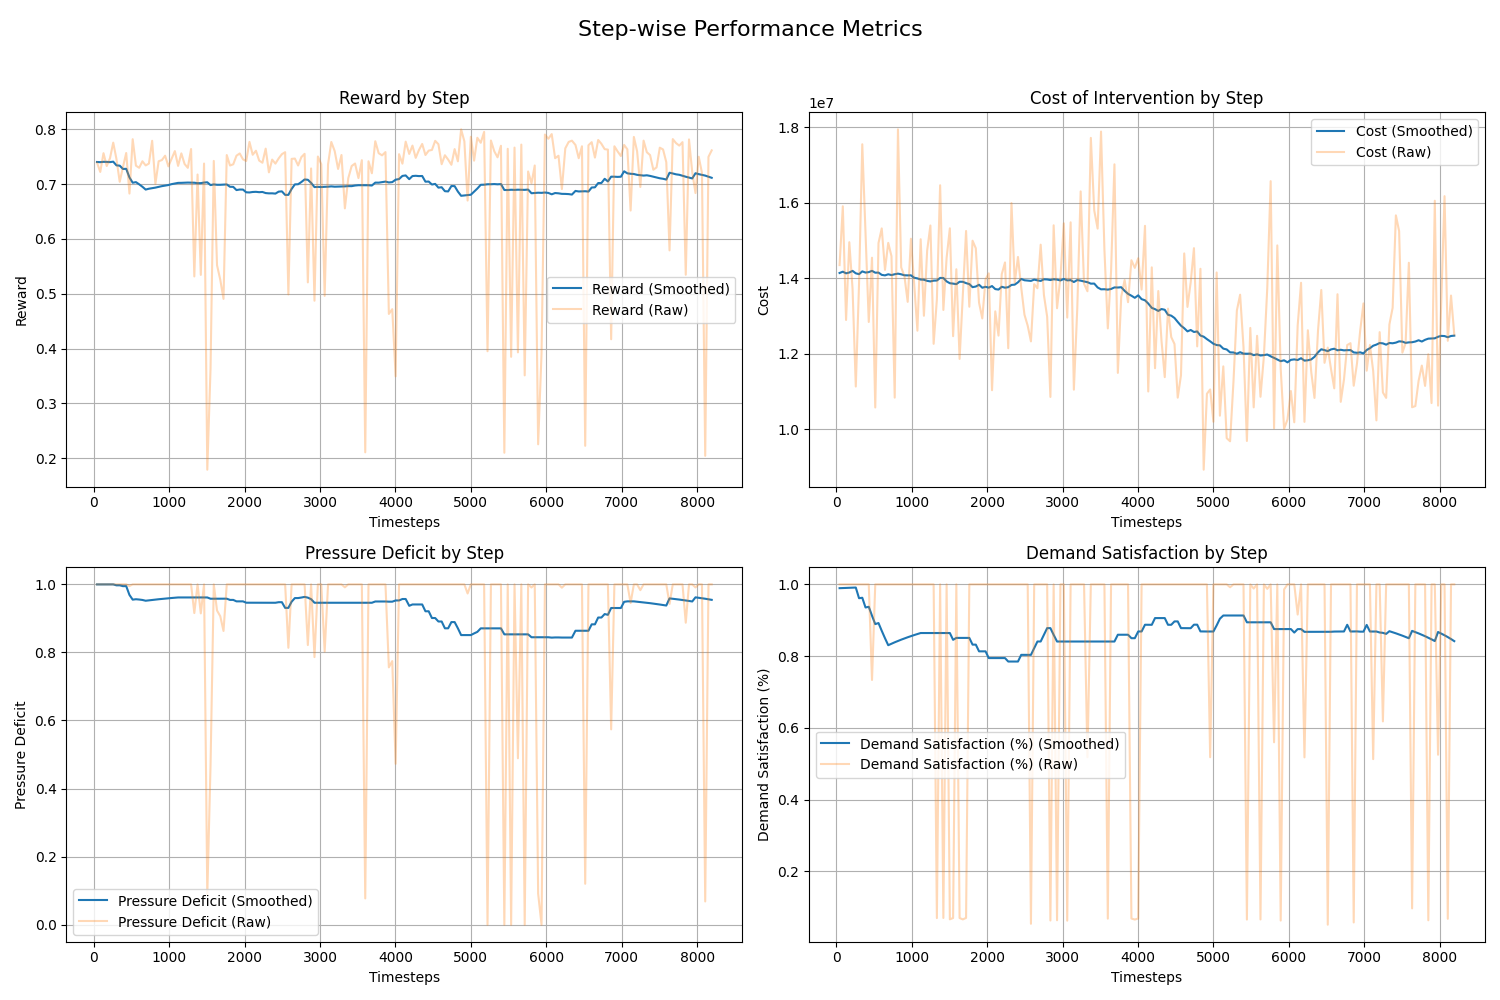 Step-wise Performance Metrics
Reward by Step
Reward
0.8
0.7
0.6
0.5
0.4
0.3
0.2
Reward (Smoothed)
Reward (Raw)
0 1000 2000 3000 4000 5000 6000 7000 8000
Timesteps
Cost of Intervention by Step
1e7
Cost
1.8
1.6
1.4
1.2
1.0
Cost (Smoothed)
Cost (Raw)
0 1000 2000 3000 4000 5000 6000 7000 8000
Timesteps
Pressure Deficit by Step
Pressure Deficit
1.0
0.8
0.6
0.4
0.2
0.0
Pressure Deficit (Smoothed)
Pressure Deficit (Raw)
0 1000 2000 3000 4000 5000 6000 7000 8000
Timesteps
Demand Satisfaction by Step
Demand Satisfaction (%)
1.0
0.8
0.6
0.4
0.2
Demand Satisfaction (%) (Smoothed)
Demand Satisfaction (%) (Raw)
0 1000 2000 3000 4000 5000 6000 7000 8000
Timesteps